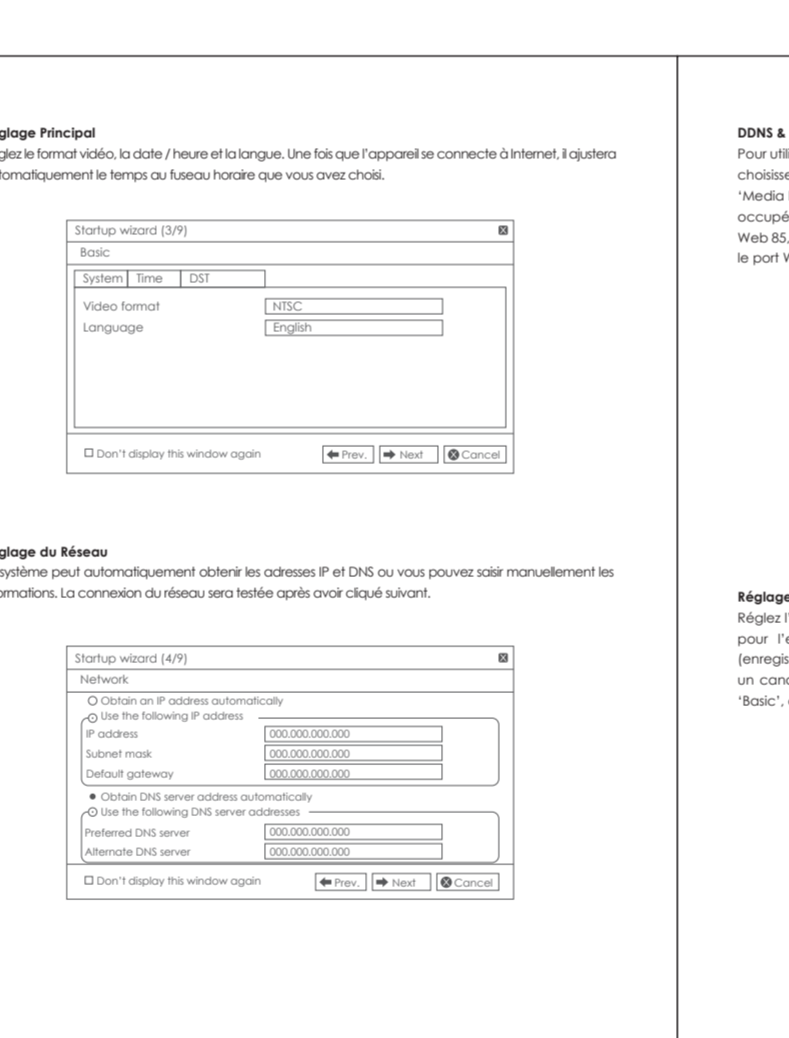 glage Principal
glez le format vidéo, la date / heure et la langue. Une fois que l'appareil se connecte à Internet, il ajustera
tomatiquement le temps au fuseau horaire que vous avez choisi.
Startup wizard (3/9)
Basic
System Time DST
Video format NTSC
Language English
Don't display this window again Prev. Next Cancel
glage du Réseau
système peut automatiquement obtenir les adresses IP et DNS ou vous pouvez saisir manuellement les
ormations. La connexion du réseau sera testée après avoir cliqué suivant.
Startup wizard (4/9)
Network
Obtain an IP address automatically
Use the following IP address
IP address 000.000.000.000
Subnet mask 000.000.000.000
Default gateway 000.000.000.000
Obtain DNS server address automatically
Use the following DNS server addresses
Preferred DNS server 000.000.000.000
Alternate DNS server 000.000.000.000
Don't display this window again Prev. Next Cancel
DDNS &
Pour util
choisisse
'Media
occupé
Web 85,
le port W
Réglage
Réglez l'
pour l'e
(enregis
un cana
'Basic',